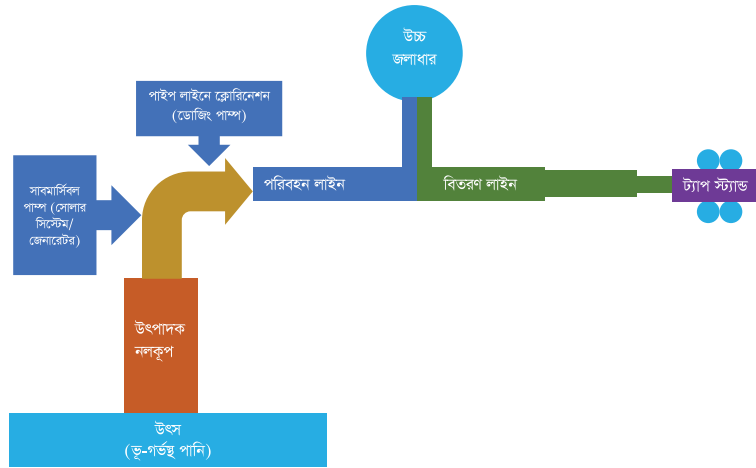 উচ্চ
জলাধার
পাইপ লাইনে ক্লোরিনেশন
(ডোজিং পাম্প)
সাবমার্সিবল
পাম্প (সোলার
সিস্টেম/
জেনারেটর)
পরিবহন লাইন
বিতরণ লাইন
ট্যাপ স্ট্যান্ড
উৎপাদক
নলকূপ
উৎস
(ভূ-গর্ভস্থ পানি)